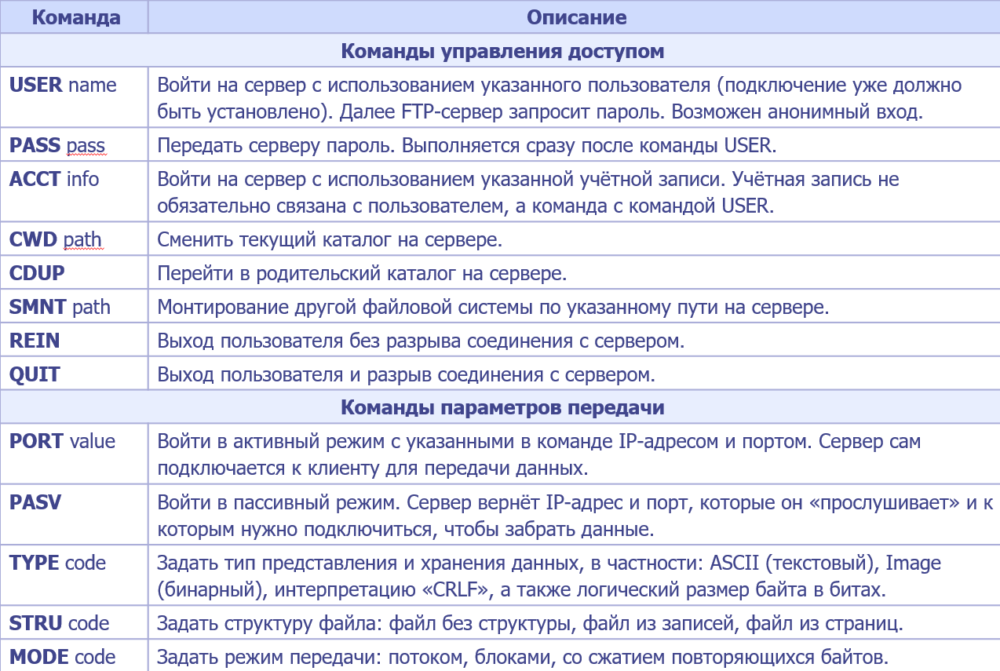 Команда Описание
Команды управления доступом
USER name Войти на сервер с использованием указанного пользователя (подключение уже должно
быть установлено). Далее FTP-сервер запросит пароль. Возможен анонимный вход.
PASS pass Передать серверу пароль. Выполняется сразу после команды USER.
ACCT info Войти на сервер с использованием указанной учётной записи. Учётная запись не
обязательно связана с пользователем, а команда с командой USER.
CWD path Сменить текущий каталог на сервере.
CDUP Перейти в родительский каталог на сервере.
SMNT path Монтирование другой файловой системы по указанному пути на сервере.
REIN Выход пользователя без разрыва соединения с сервером.
QUIT Выход пользователя и разрыв соединения с сервером.
Команды параметров передачи
PORT value Войти в активный режим с указанными в команде IP-адресом и портом. Сервер сам
подключается к клиенту для передачи данных.
PASV Войти в пассивный режим. Сервер вернёт IP-адрес и порт, которые он «прослушивает» и к
которым нужно подключиться, чтобы забрать данные.
TYPE code Задать тип представления и хранения данных, в частности: ASCII (текстовый), Image
(бинарный), интерпретацию «CRLF», а также логический размер байта в битах.
STRU code Задать структуру файла: файл без структуры, файл из записей, файл из страниц.
MODE code Задать режим передачи: потоком, блоками, со сжатием повторяющихся байтов.